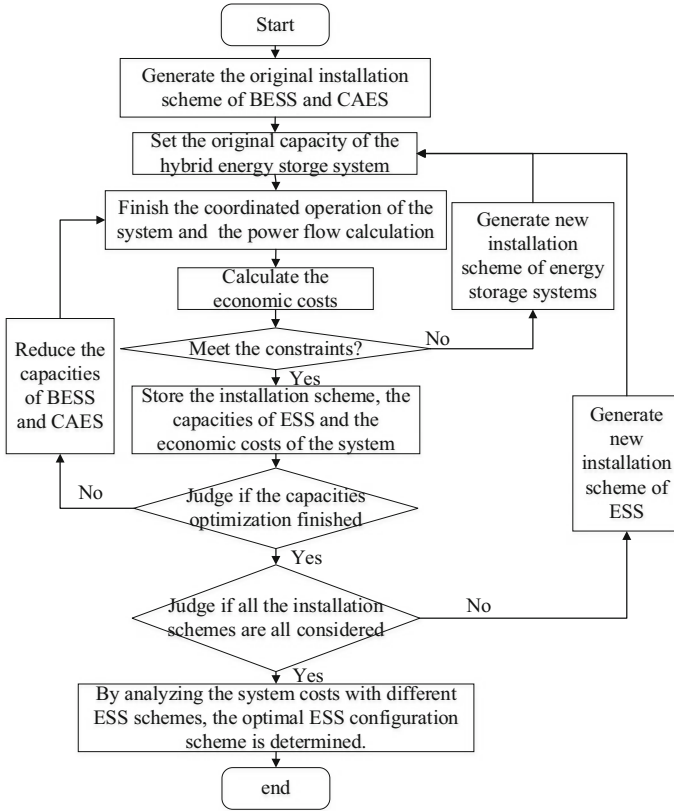 Start
Generate the original installation
scheme of BESS and CAES
Set the original capacity of the
hybrid energy storge system
Finish the coordinated operation of the
system and the power flow calculation
Generate new
installation
scheme of energy
storage systems
Calculate the
economic costs
Meet the constraints?
No
Yes
Reduce the
capacities
of BESS
and CAES
Store the installation scheme, the
capacities of ESS and the
economic costs of the system
Generate
new
installation
scheme of
ESS
No
Judge if the capacities
optimization finished
Yes
Judge if all the installation
schemes are all considered
No
Yes
By analyzing the system costs with different
ESS schemes, the optimal ESS configuration
scheme is determined.
end